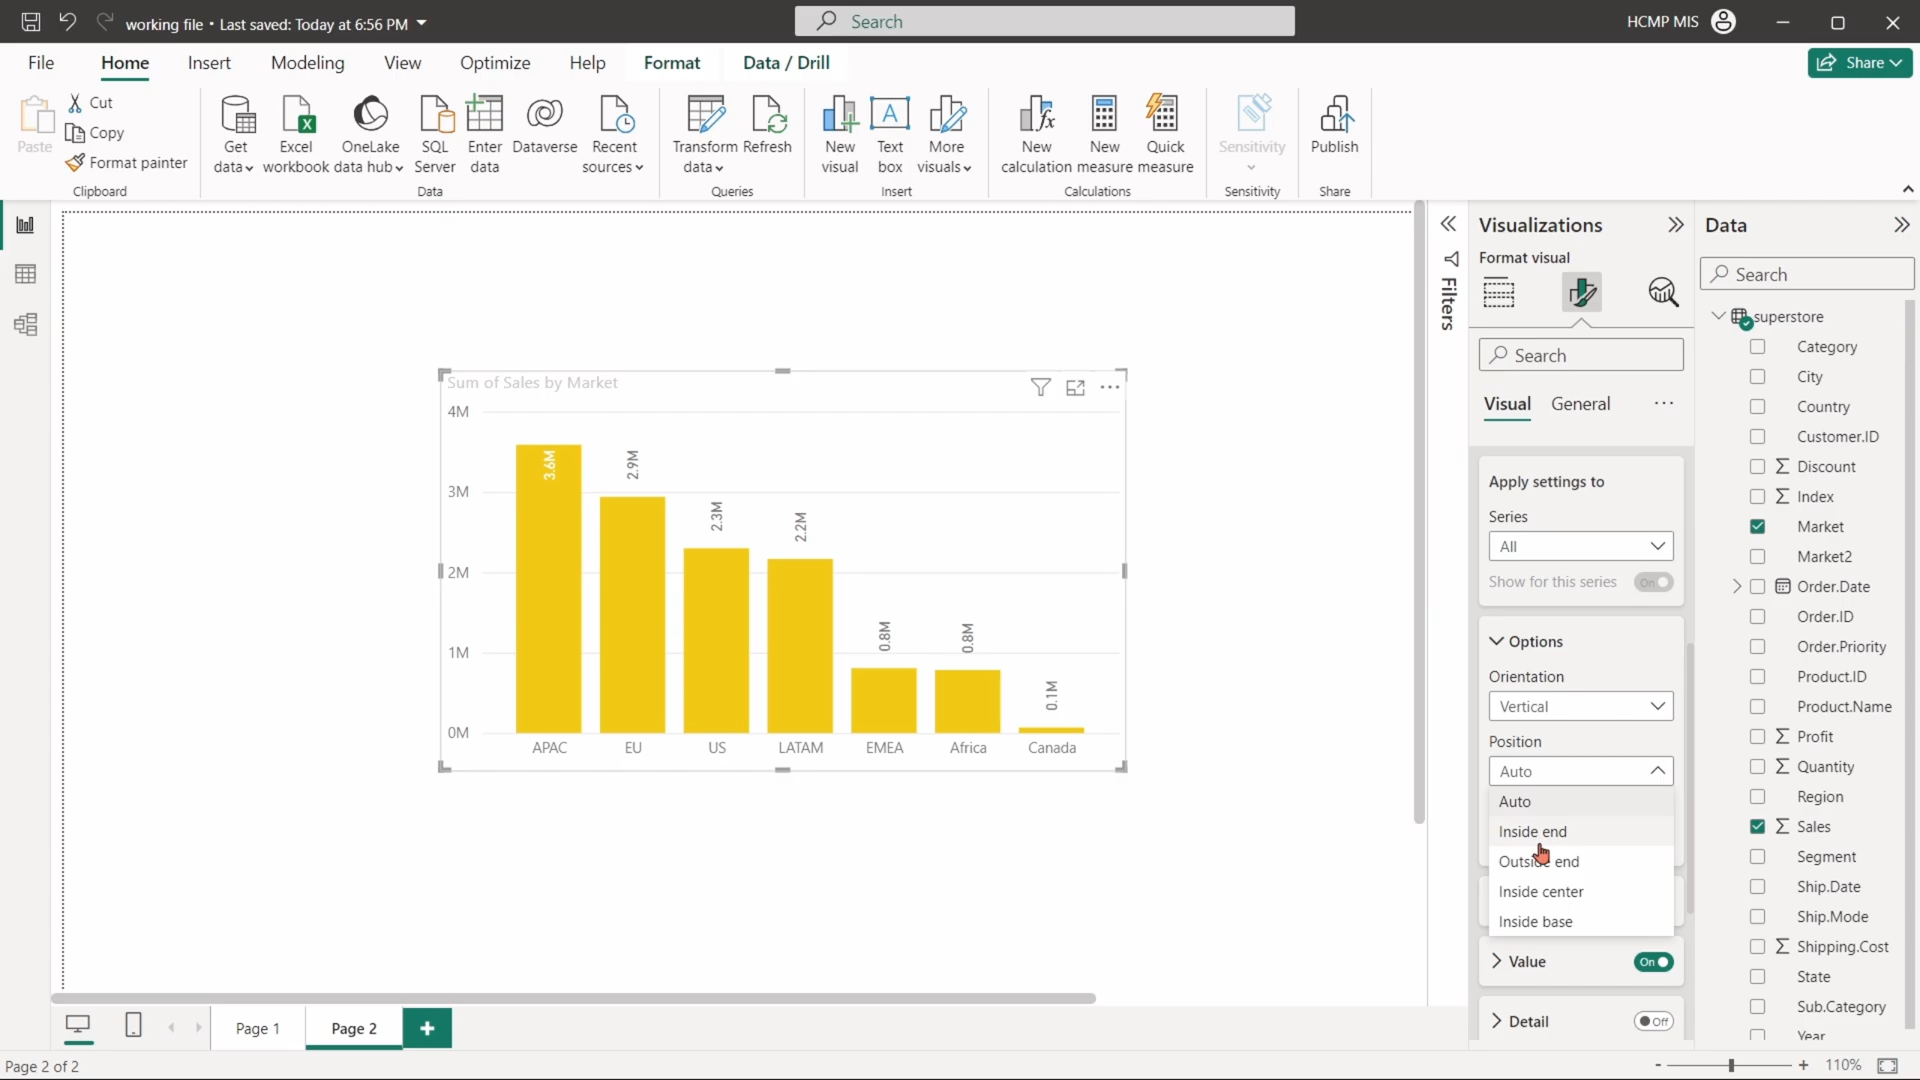 working file • Last saved: Today at 6:56 PM
Search
HCMP MIS
File
Home
Insert
Modeling
View
Optimize
Help
Format
Data / Drill
Share
Paste
Cut
Copy
Format painter
Clipboard
Get data
Excel workbook
OneLake data hub
SQL Server
Enter data
Dataverse
Recent sources
Data
Transform data
Refresh
Queries
New visual
Text box
More visuals
Insert
New calculation
New measure
Quick measure
Calculations
Sensitivity
Sensitivity
Publish
Share
Sum of Sales by Market
4M
3M
2M
1M
0M
3.6M
2.9M
2.3M
2.2M
0.8M
0.8M
0.1M
APAC
EU
US
LATAM
EMEA
Africa
Canada
Filters
Visualizations
Format visual
Search
Visual
General
Apply settings to
Series
All
Show for this series
On
Options
Orientation
Vertical
Position
Auto
Auto
Inside end
Outside end
Inside center
Inside base
Value
On
Detail
Off
Data
Search
superstore
Category
City
Country
Customer.ID
Discount
Index
Market
Market2
Order.Date
Order.ID
Order.Priority
Product.ID
Product.Name
Profit
Quantity
Region
Sales
Segment
Ship.Date
Ship.Mode
Shipping.Cost
State
Sub.Category
Year
Page 1
Page 2
Page 2 of 2
110%